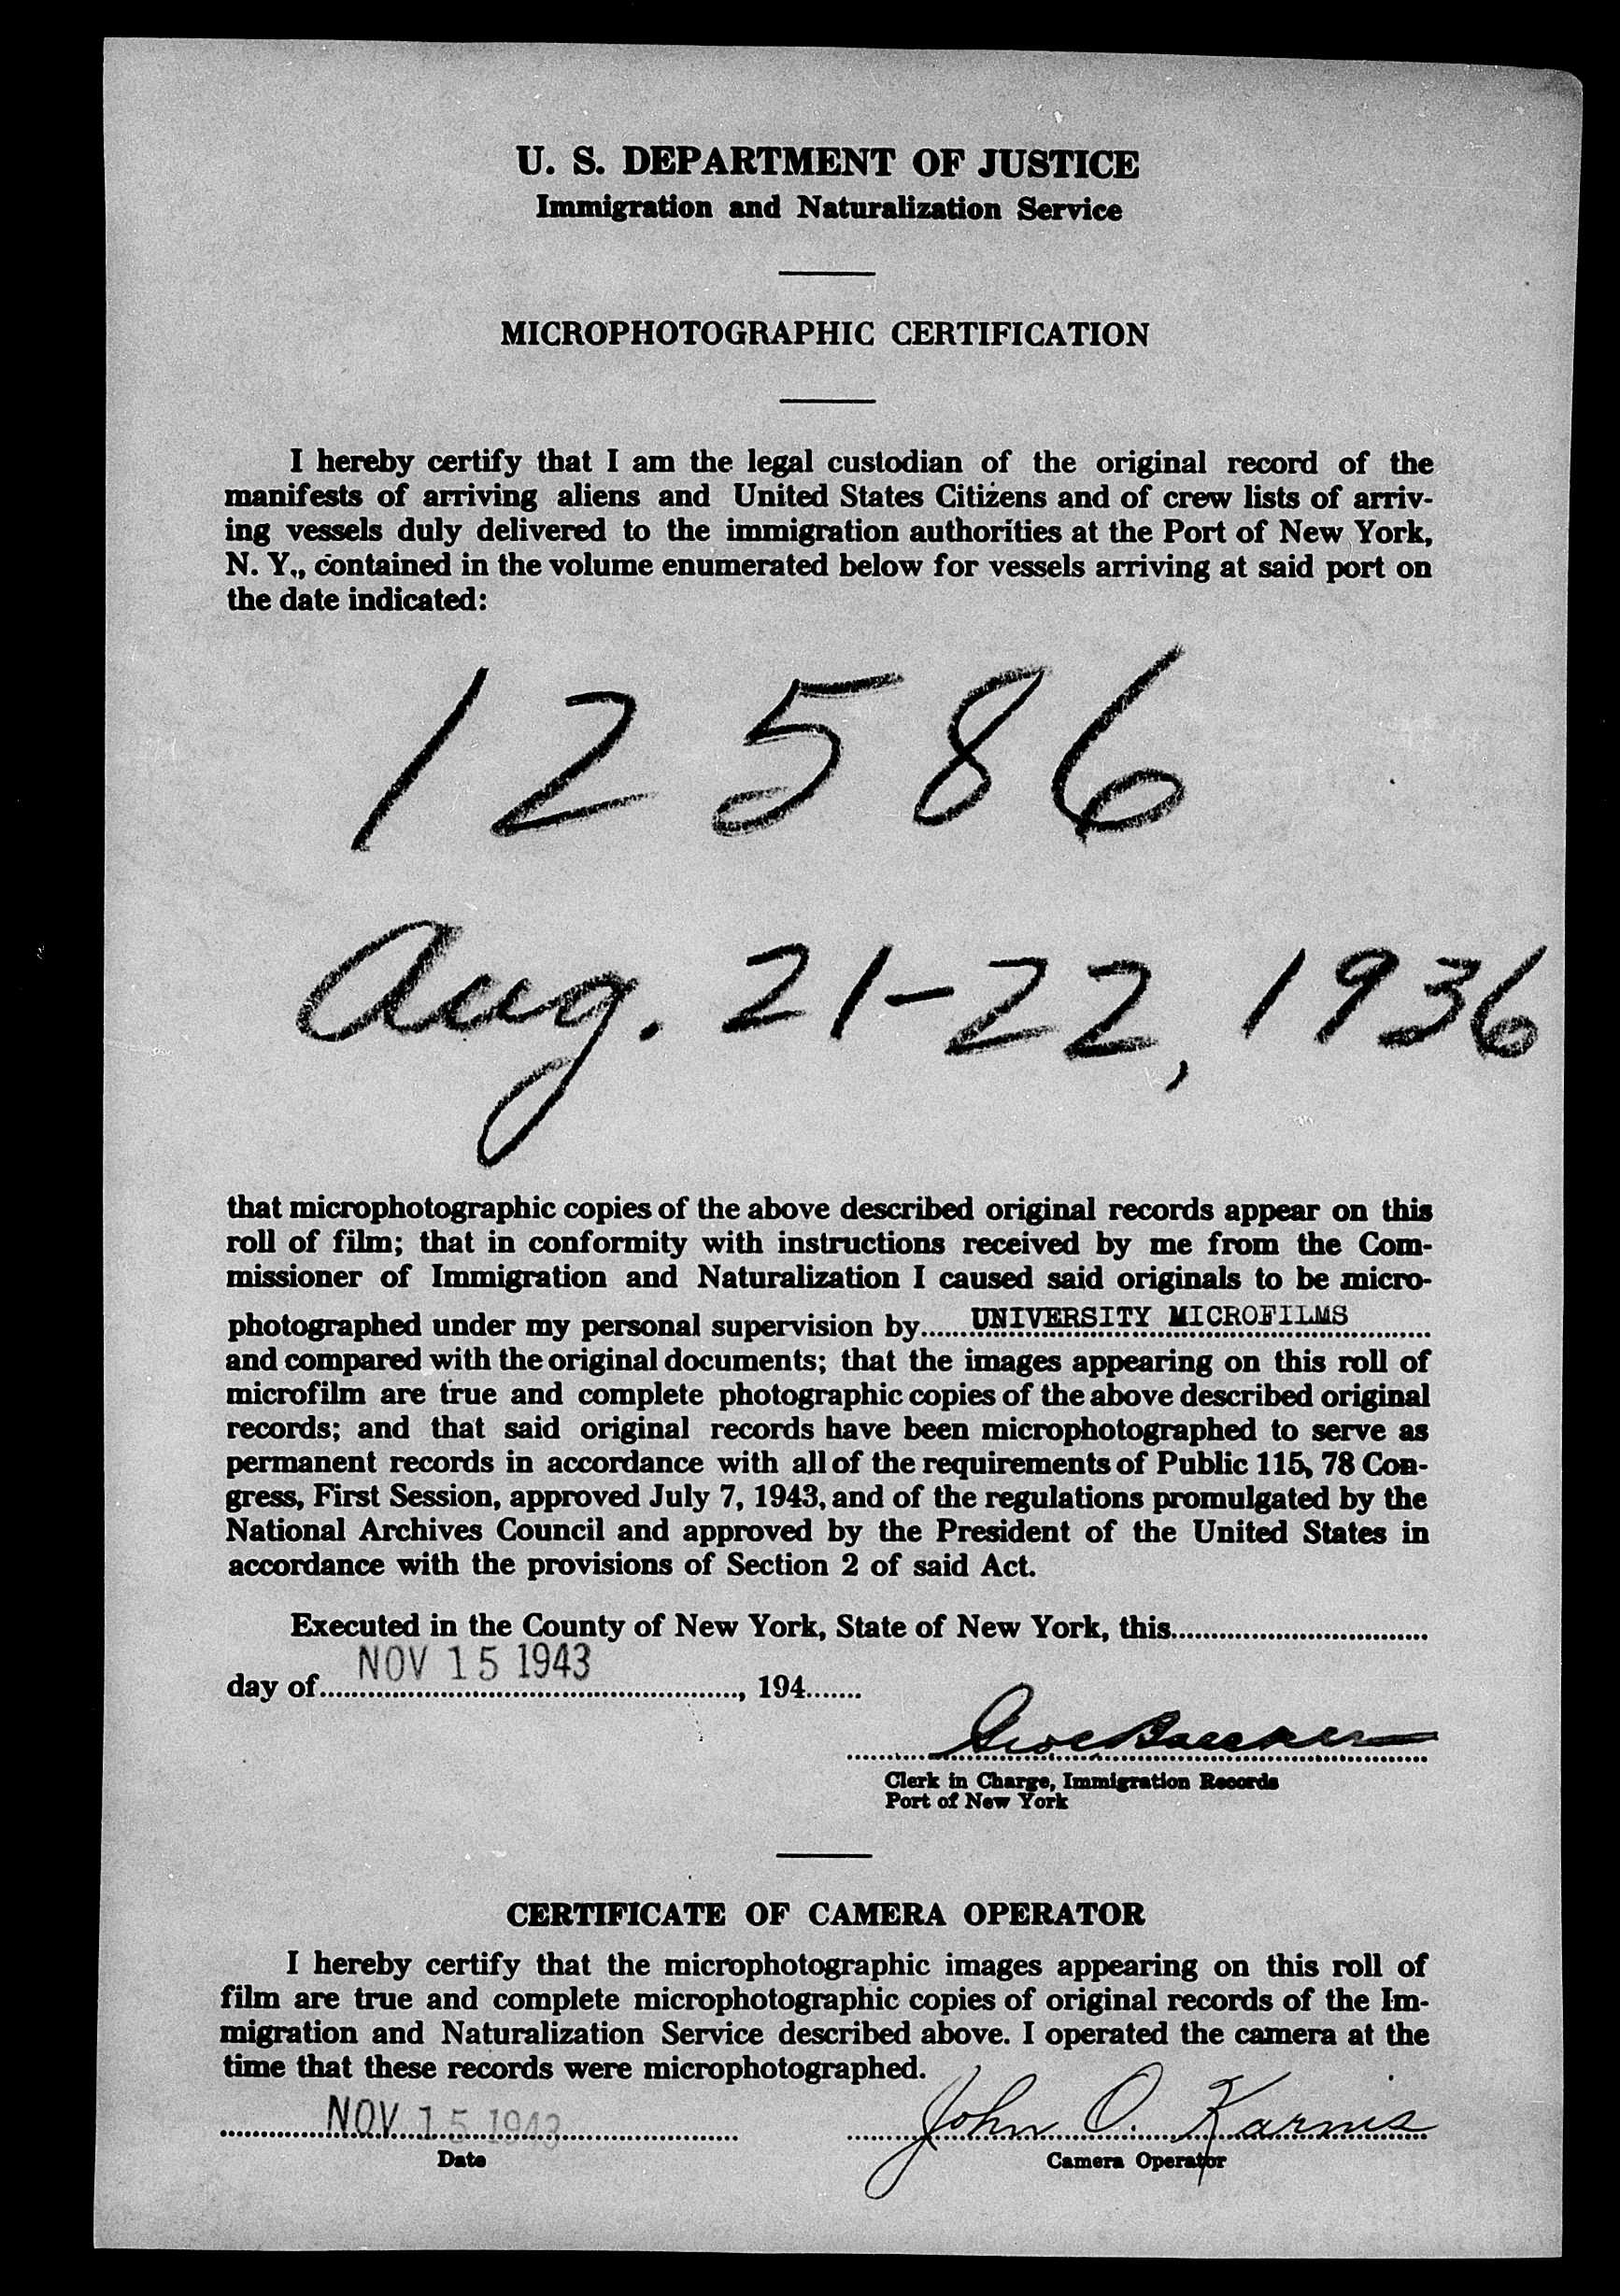 U. S. DEPARTMENT OF JUSTICE
Immigration and Naturalization Service
MICROPHOTOGRAPHIC CERTIFICATION
I hereby certify that I am the legal custodian of the original record of the
manifests of arriving aliens and United States Citizens and of crew lists of arriv-
ing vessels duly delivered to the immigration authorities at the Port of New York,
N. Y., contained in the volume enumerated below for vessels arriving at said port on
the date indicated:
12586
Aug. 21-22, 1936
that microphotographic copies of the above described original records appear on this
roll of film; that in conformity with instructions received by me from the Com-
missioner of Immigration and Naturalization I caused said originals to be micro-
photographed under my personal supervision by UNIVERSITY MICROFILMS
and compared with the original documents; that the images appearing on this roll of
microfilm are true and complete photographic copies of the above described original
records; and that said original records have been microphotographed to serve as
permanent records in accordance with all of the requirements of Public 115, 78 Con-
gress, First Session, approved July 7, 1943, and of the regulations promulgated by the
National Archives Council and approved by the President of the United States in
accordance with the provisions of Section 2 of said Act.
Executed in the County of New York, State of New York, this
day of NOV 15 1943, 194
Clerk in Charge, Immigration Records
Port of New York
CERTIFICATE OF CAMERA OPERATOR
I hereby certify that the microphotographic images appearing on this roll of
film are true and complete microphotographic copies of original records of the Im-
migration and Naturalization Service described above. I operated the camera at the
time that these records were microphotographed.
NOV 15 1943 John O. Karnis
Date Camera Operator